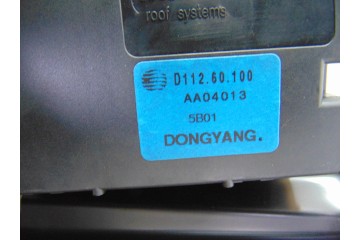 roof systems
D112.60.100
AA04013
5B01
DONGYANG.